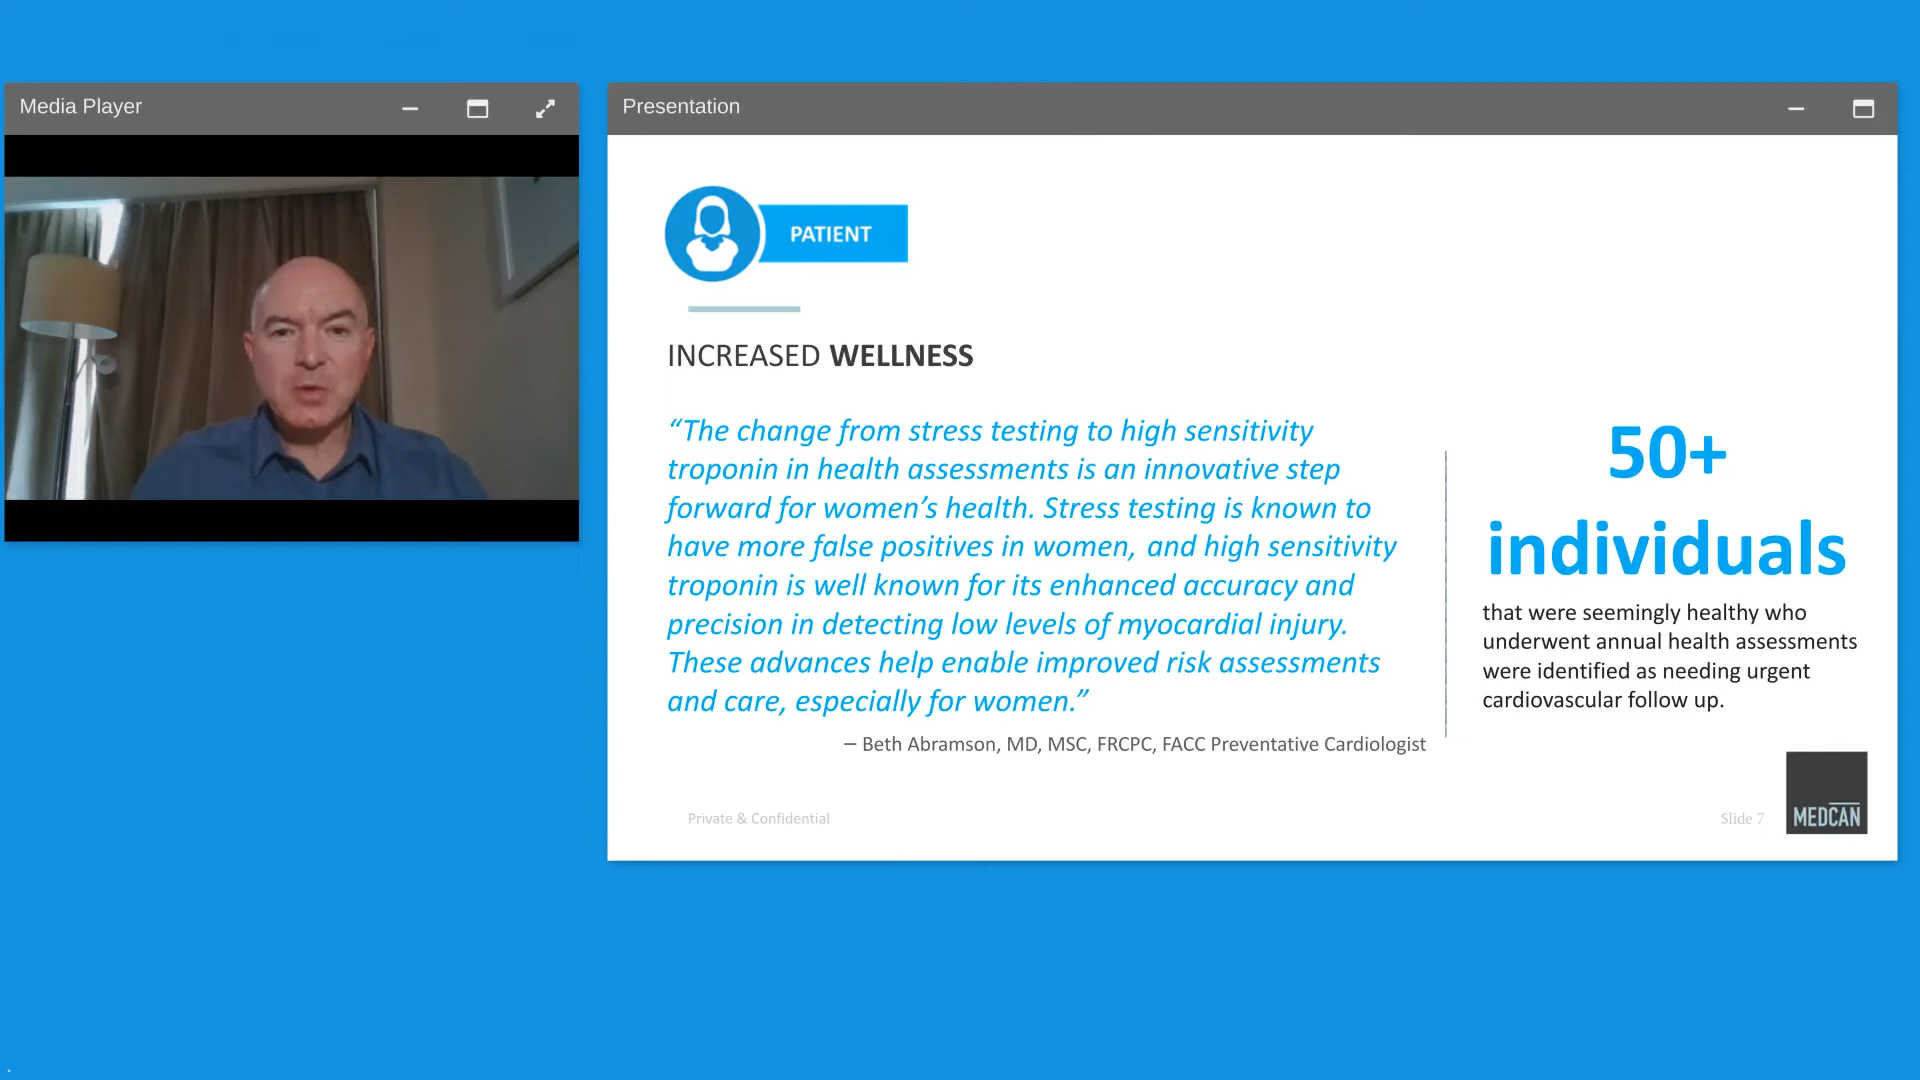 Media Player
Presentation
PATIENT
INCREASED WELLNESS
“The change from stress testing to high sensitivity
troponin in health assessments is an innovative step
forward for women’s health. Stress testing is known to
have more false positives in women, and high sensitivity
troponin is well known for its enhanced accuracy and
precision in detecting low levels of myocardial injury.
These advances help enable improved risk assessments
and care, especially for women.”
– Beth Abramson, MD, MSC, FRCPC, FACC Preventative Cardiologist
50+
individuals
that were seemingly healthy who
underwent annual health assessments
were identified as needing urgent
cardiovascular follow up.
Private & Confidential
Slide 7
MEDCAN